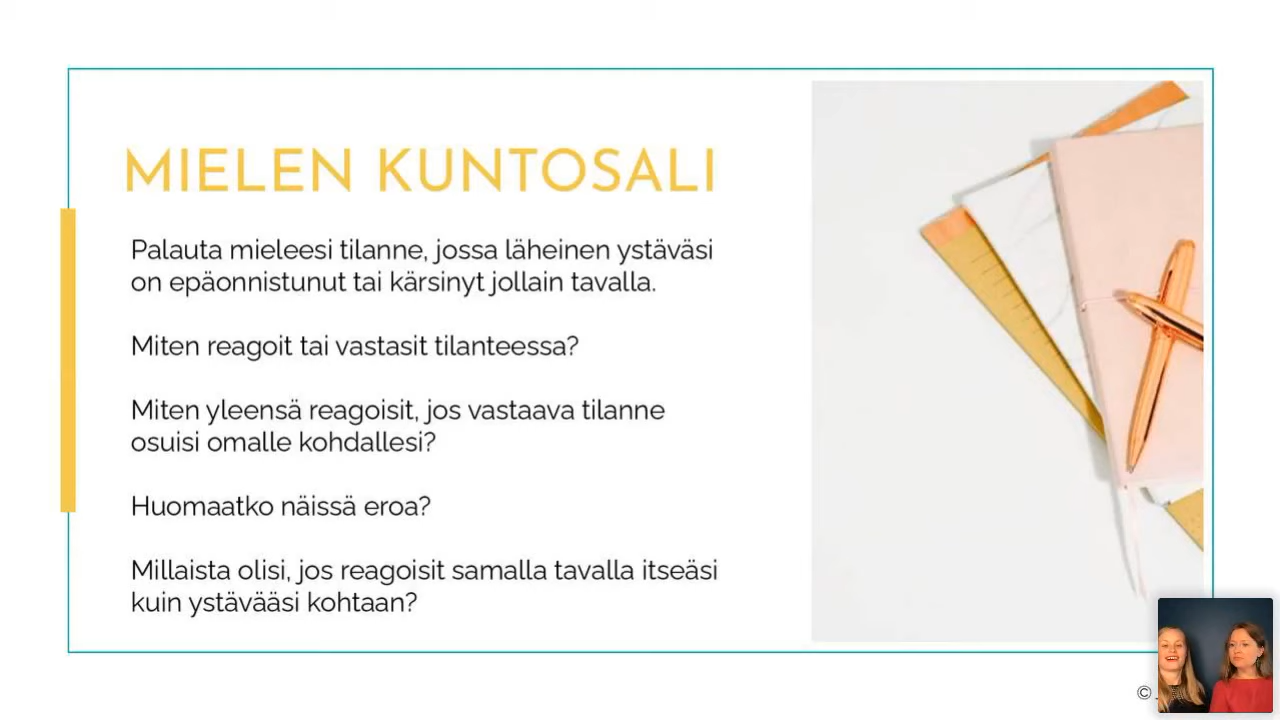 MIELEN KUNTOSALI
Palauta mieleesi tilanne, jossa läheinen ystäväsi
on epäonnistunut tai kärsinyt jollain tavalla.
Miten reagoit tai vastasit tilanteessa?
Miten yleensä reagoisit, jos vastaava tilanne
osuisi omalle kohdallesi?
Huomaatko näissä eroa?
Millaista olisi, jos reagoisit samalla tavalla itseäsi
kuin ystävääsi kohtaan?
©